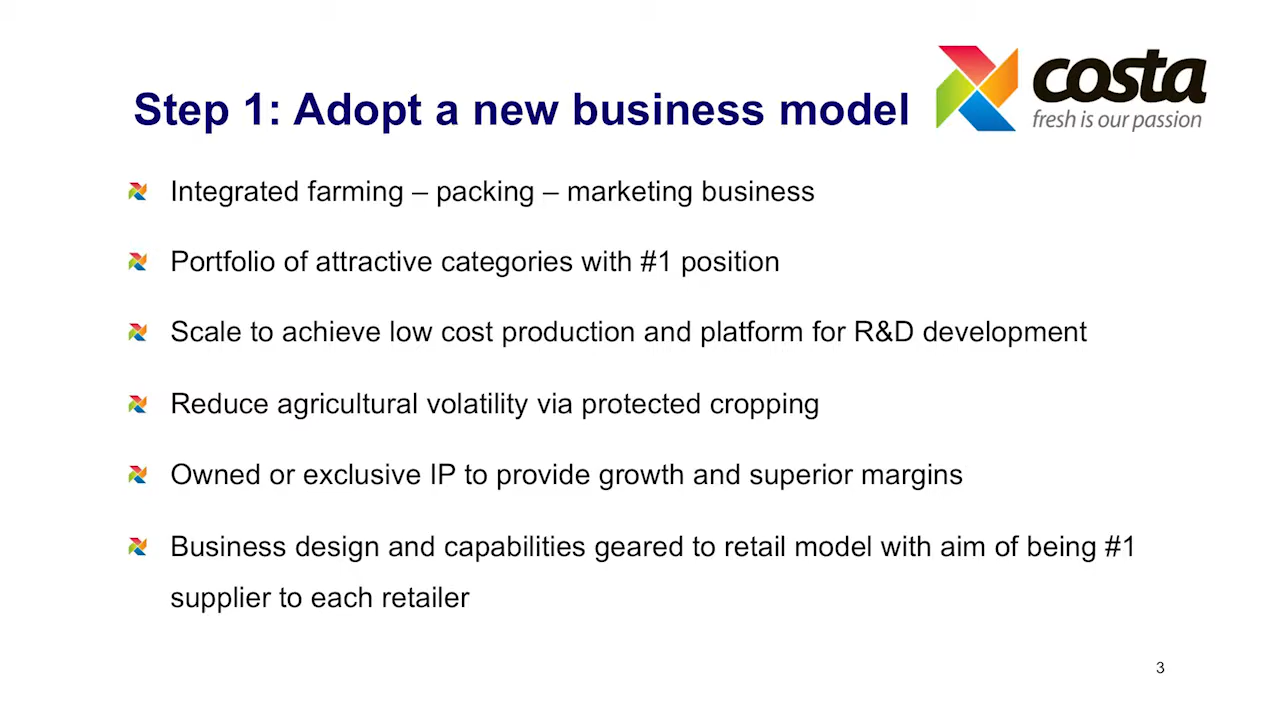 Step 1: Adopt a new business model
costa
fresh is our passion
Integrated farming – packing – marketing business
Portfolio of attractive categories with #1 position
Scale to achieve low cost production and platform for R&D development
Reduce agricultural volatility via protected cropping
Owned or exclusive IP to provide growth and superior margins
Business design and capabilities geared to retail model with aim of being #1
supplier to each retailer
3